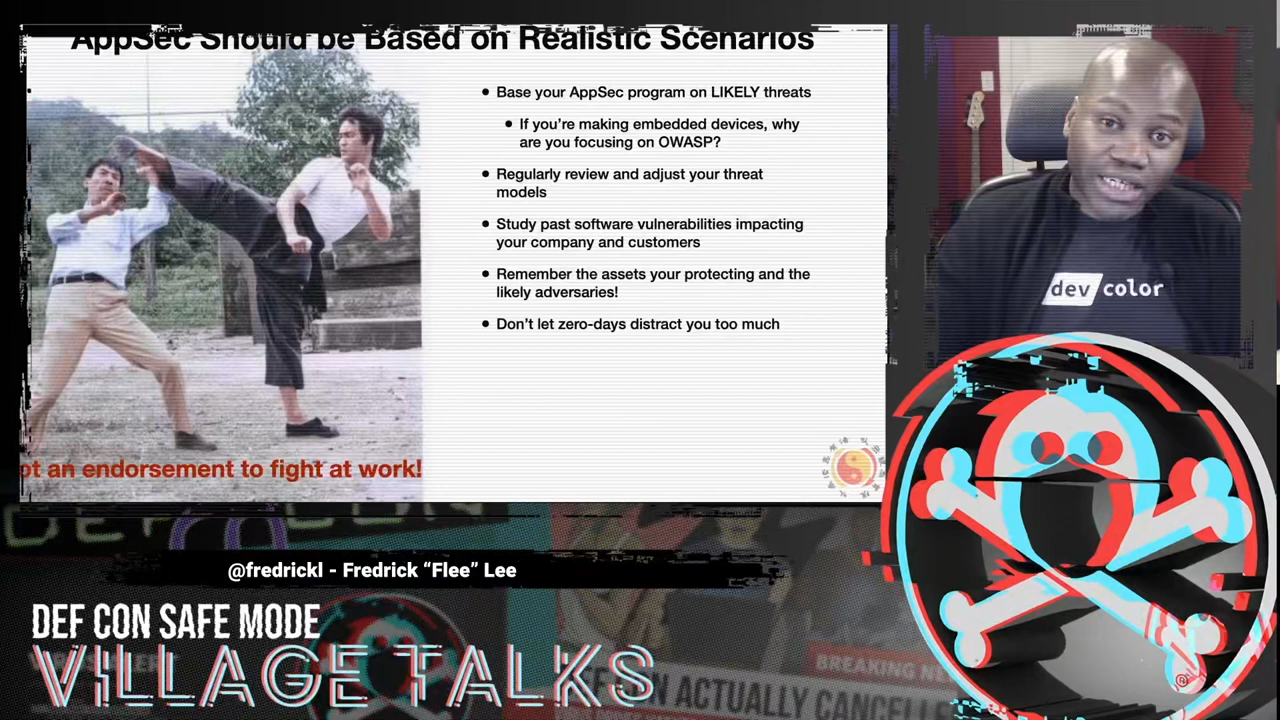 AppSec Should be Based on Realistic Scenarios
Base your AppSec program on LIKELY threats
If you're making embedded devices, why
are you focusing on OWASP?
Regularly review and adjust your threat
models
Study past software vulnerabilities impacting
your company and customers
Remember the assets your protecting and the
likely adversaries!
Don't let zero-days distract you too much
an endorsement to fight at work!
dev/color
@fredrickl - Fredrick “Flee” Lee
DEF CON SAFE MODE
VILLAGE TALKS
DEF CON
BREAKING
CON ACTUALLY
®